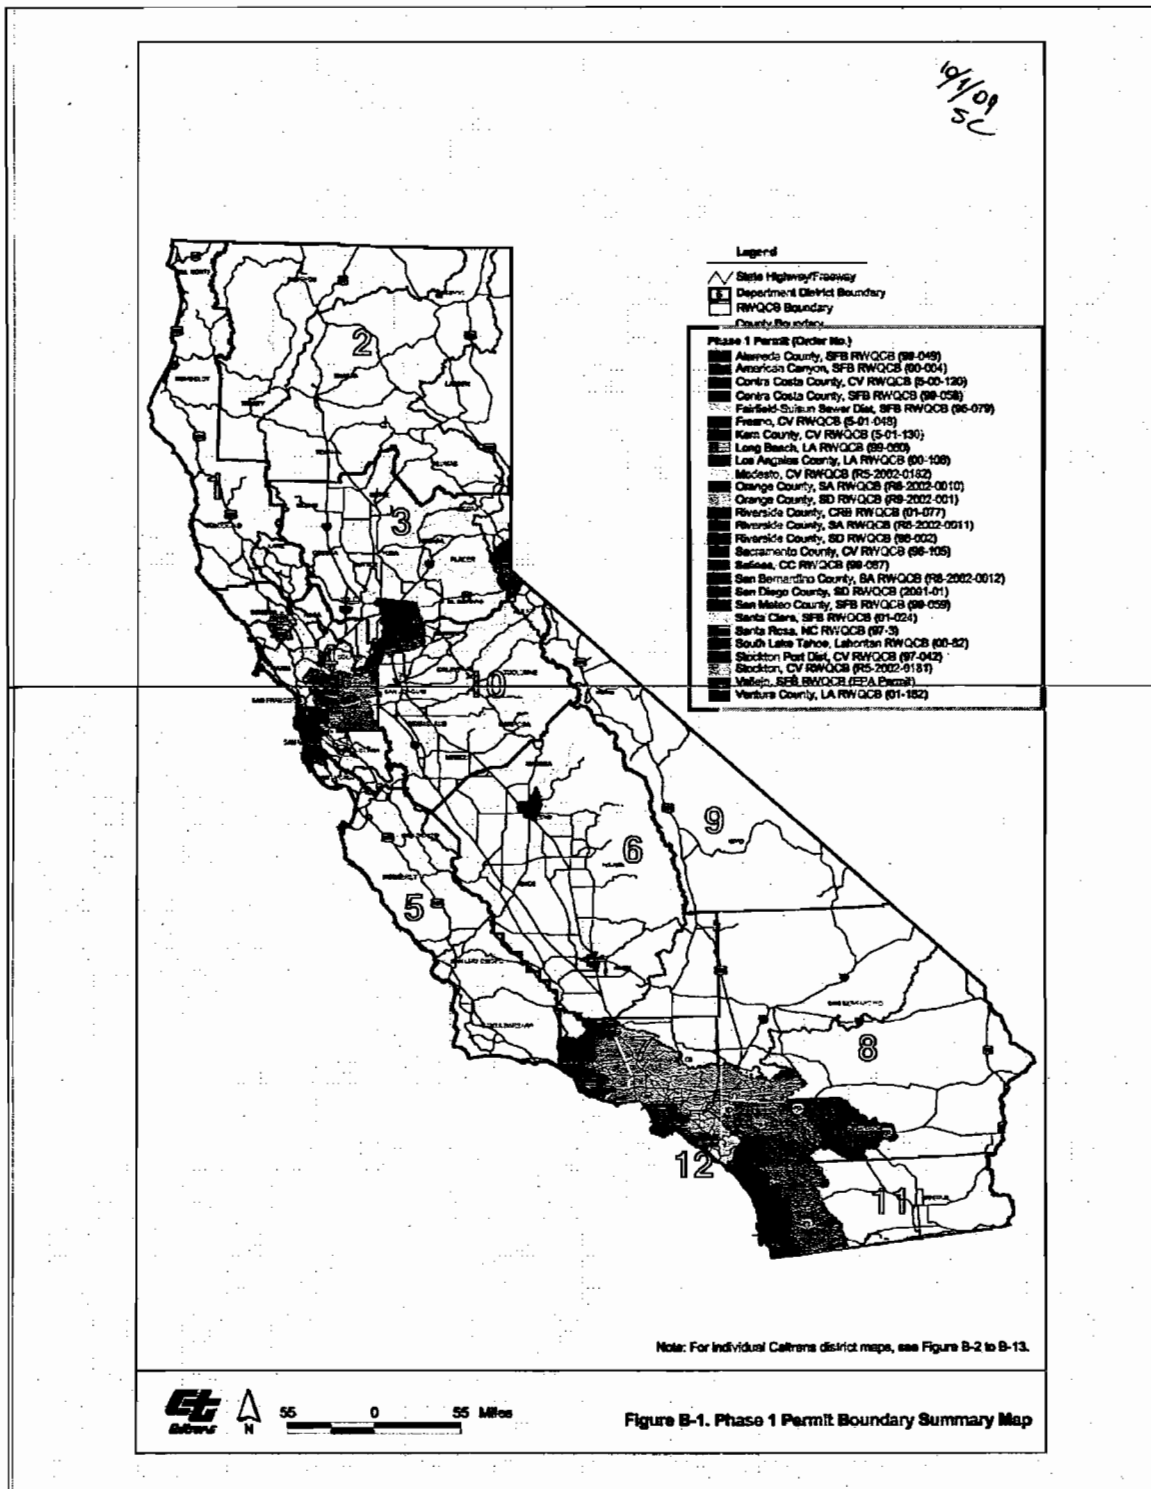 10/1/09
SC
Legend
State Highway/Freeway
Department District Boundary
RWQCB Boundary
County Boundary
Phase 1 Permit (Order No.)
Alameda County, SFB RWQCB (99-049)
American Canyon, SFB RWQCB (00-004)
Contra Costa County, CV RWQCB (5-00-120)
Contra Costa County, SFB RWQCB (99-058)
Fairfield-Suisun Sewer Dist, SFB RWQCB (95-079)
Fresno, CV RWQCB (5-01-048)
Kern County, CV RWQCB (5-01-130)
Long Beach, LA RWQCB (99-060)
Los Angeles County, LA RWQCB (00-108)
Modesto, CV RWQCB (R5-2002-0182)
Orange County, SA RWQCB (R8-2002-0010)
Orange County, SD RWQCB (R9-2002-001)
Riverside County, CRB RWQCB (01-077)
Riverside County, SA RWQCB (R8-2002-0011)
Riverside County, SD RWQCB (98-002)
Sacramento County, CV RWQCB (98-105)
Salinas, CC RWQCB (99-087)
San Bernardino County, SA RWQCB (R8-2002-0012)
San Diego County, SD RWQCB (2001-01)
San Mateo County, SFB RWQCB (99-059)
Santa Clara, SFB RWQCB (01-024)
Santa Rosa, NC RWQCB (97-3)
South Lake Tahoe, Lahontan RWQCB (00-82)
Stockton Port Dist, CV RWQCB (97-042)
Stockton, CV RWQCB (R5-2002-0181)
Vallejo, SFB RWQCB (EPA Permit)
Ventura County, LA RWQCB (01-182)
2
1
3
PLACER
10
9
6
5
8
12
11
Note: For individual Caltrans district maps, see Figure B-2 to B-13.
Caltrans
N
55 0 55 Miles
Figure B-1. Phase 1 Permit Boundary Summary Map